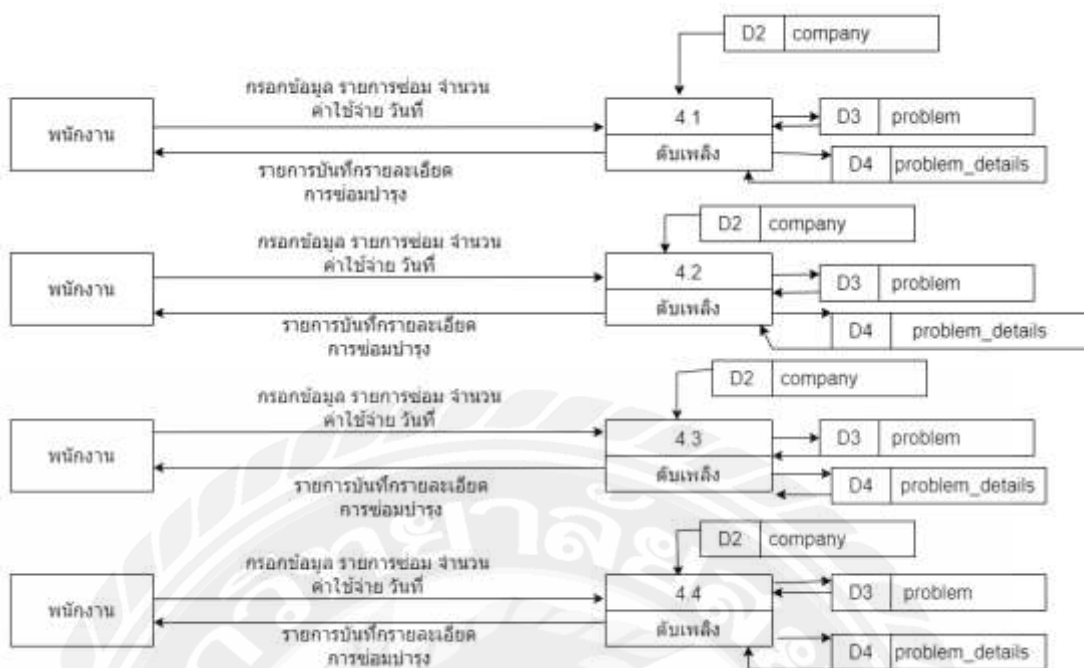 D2 company
กรอกข้อมูล รายการซ่อม จำนวน
ค่าใช้จ่าย วันที่
พนักงาน
4.1
ดับเพลิง
D3 problem
D4 problem_details
รายการบันทึกรายละเอียด
การซ่อมบำรุง
D2 company
กรอกข้อมูล รายการซ่อม จำนวน
ค่าใช้จ่าย วันที่
พนักงาน
4.2
ดับเพลิง
D3 problem
D4 problem_details
รายการบันทึกรายละเอียด
การซ่อมบำรุง
D2 company
กรอกข้อมูล รายการซ่อม จำนวน
ค่าใช้จ่าย วันที่
พนักงาน
4.3
ดับเพลิง
D3 problem
D4 problem_details
รายการบันทึกรายละเอียด
การซ่อมบำรุง
D2 company
กรอกข้อมูล รายการซ่อม จำนวน
ค่าใช้จ่าย วันที่
พนักงาน
4.4
ดับเพลิง
D3 problem
D4 problem_details
รายการบันทึกรายละเอียด
การซ่อมบำรุง